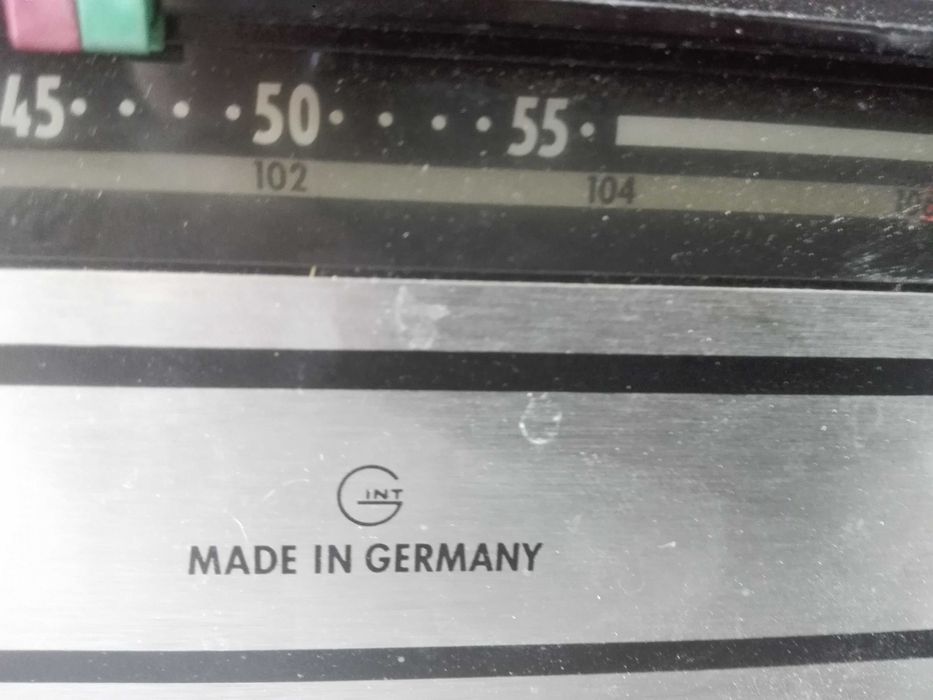 45 · · · · 50 · · · · 55 ·
102 104
INT
MADE IN GERMANY